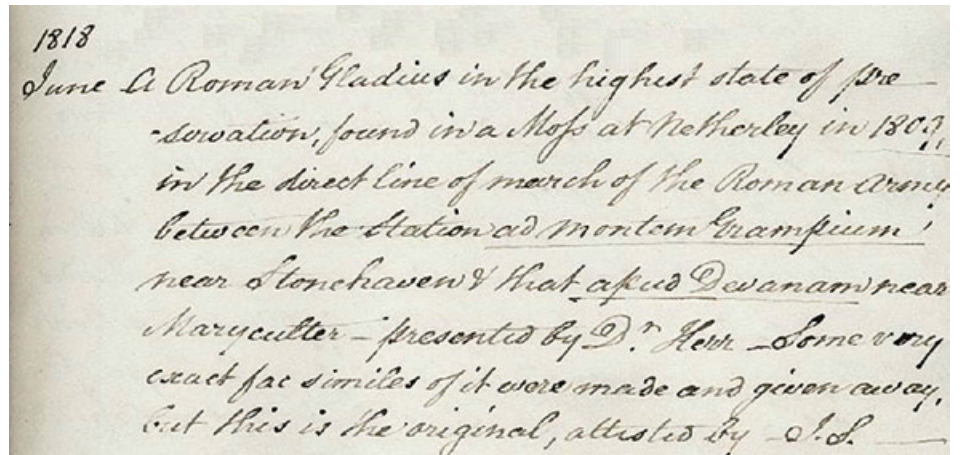 1818
June A Roman Gladius in the highest state of pre
-servation, found in a Moss at Netherley in 1803,
in the direct line of march of the Roman Army
between the Station ad montem Grampium
near Stonehaven & that apud Devanam near
Maryculter – presented by Dr. Kerr – Some very
exact fac similes of it were made and given away,
but this is the original, attested by – J. S.